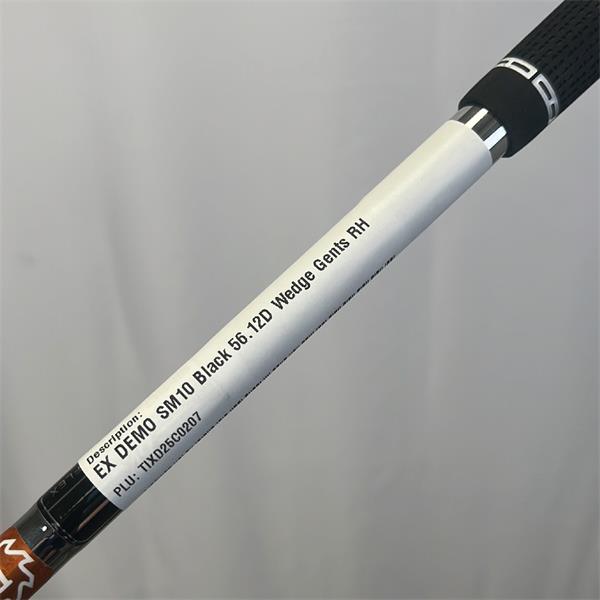 Description:
EX DEMO SM10 Black 56.12D Wedge Gents RH
PLU: TIXD25C0207